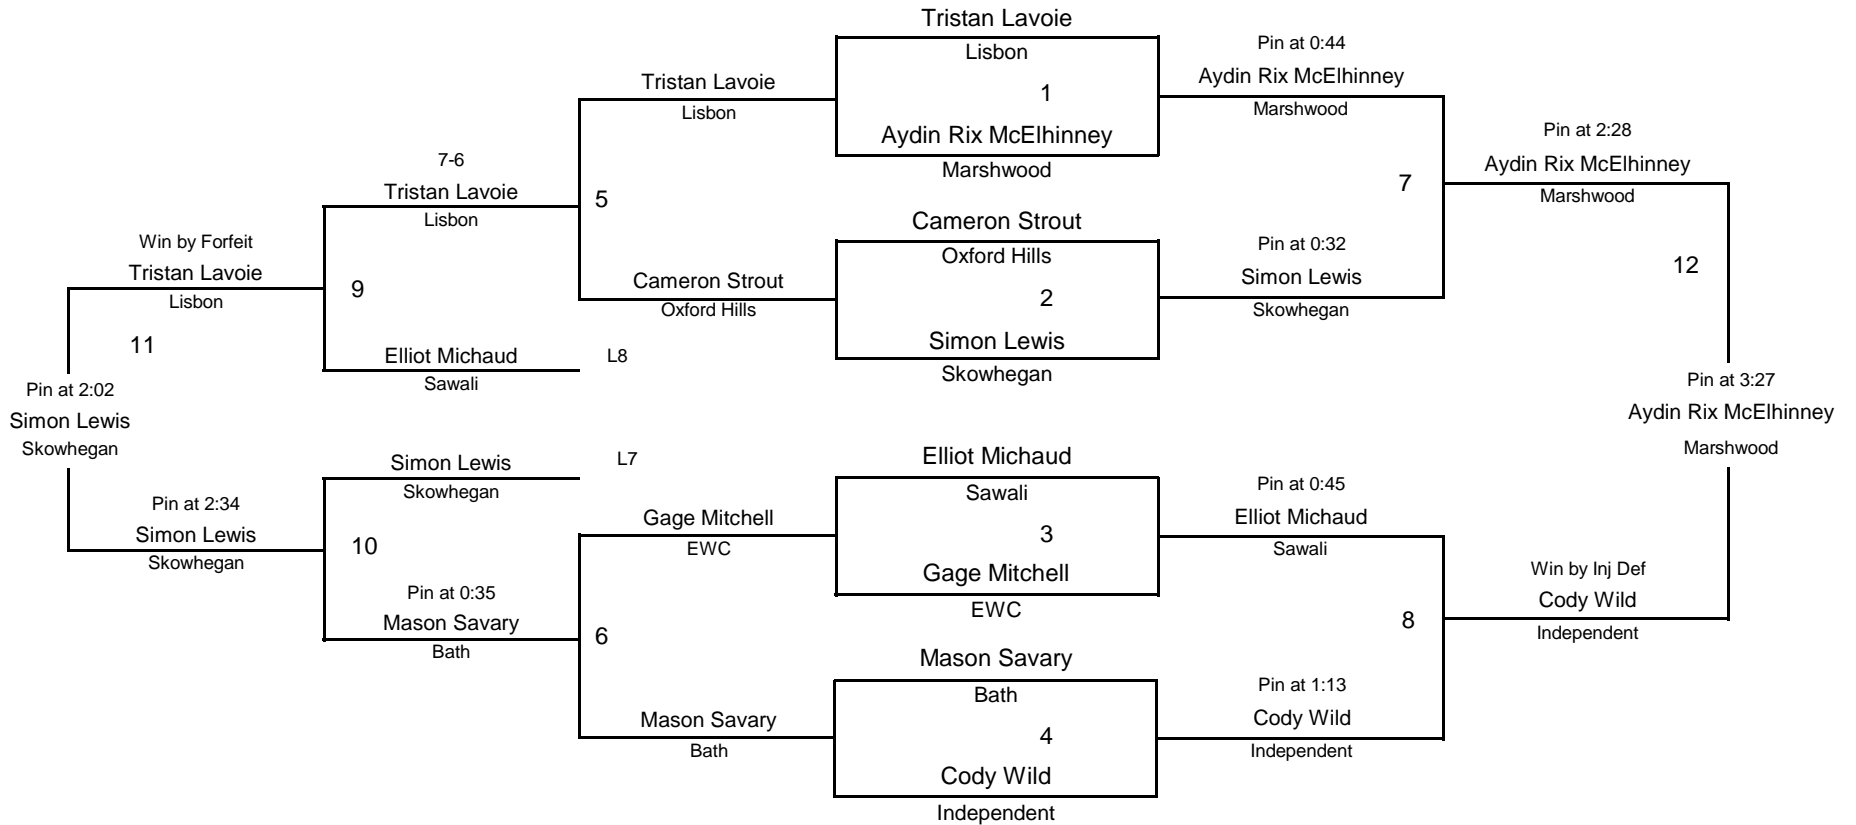 Tristan Lavoie
Lisbon
1
Aydin Rix McElhinney
Marshwood
Pin at 0:44
Aydin Rix McElhinney
Marshwood
Tristan Lavoie
Lisbon
7-6
Tristan Lavoie
Lisbon
5
Pin at 2:28
Aydin Rix McElhinney
Marshwood
7
Cameron Strout
Oxford Hills
2
Simon Lewis
Skowhegan
Pin at 0:32
Simon Lewis
Skowhegan
12
Win by Forfeit
Tristan Lavoie
Lisbon
9
Cameron Strout
Oxford Hills
11
Elliot Michaud
Sawali
L8
Pin at 2:02
Simon Lewis
Skowhegan
Pin at 3:27
Aydin Rix McElhinney
Marshwood
Simon Lewis
Skowhegan
L7
Elliot Michaud
Sawali
3
Gage Mitchell
EWC
Pin at 0:45
Elliot Michaud
Sawali
Pin at 2:34
Simon Lewis
Skowhegan
10
Gage Mitchell
EWC
Pin at 0:35
Mason Savary
Bath
6
Win by Inj Def
Cody Wild
Independent
8
Mason Savary
Bath
4
Cody Wild
Independent
Pin at 1:13
Cody Wild
Independent
Mason Savary
Bath